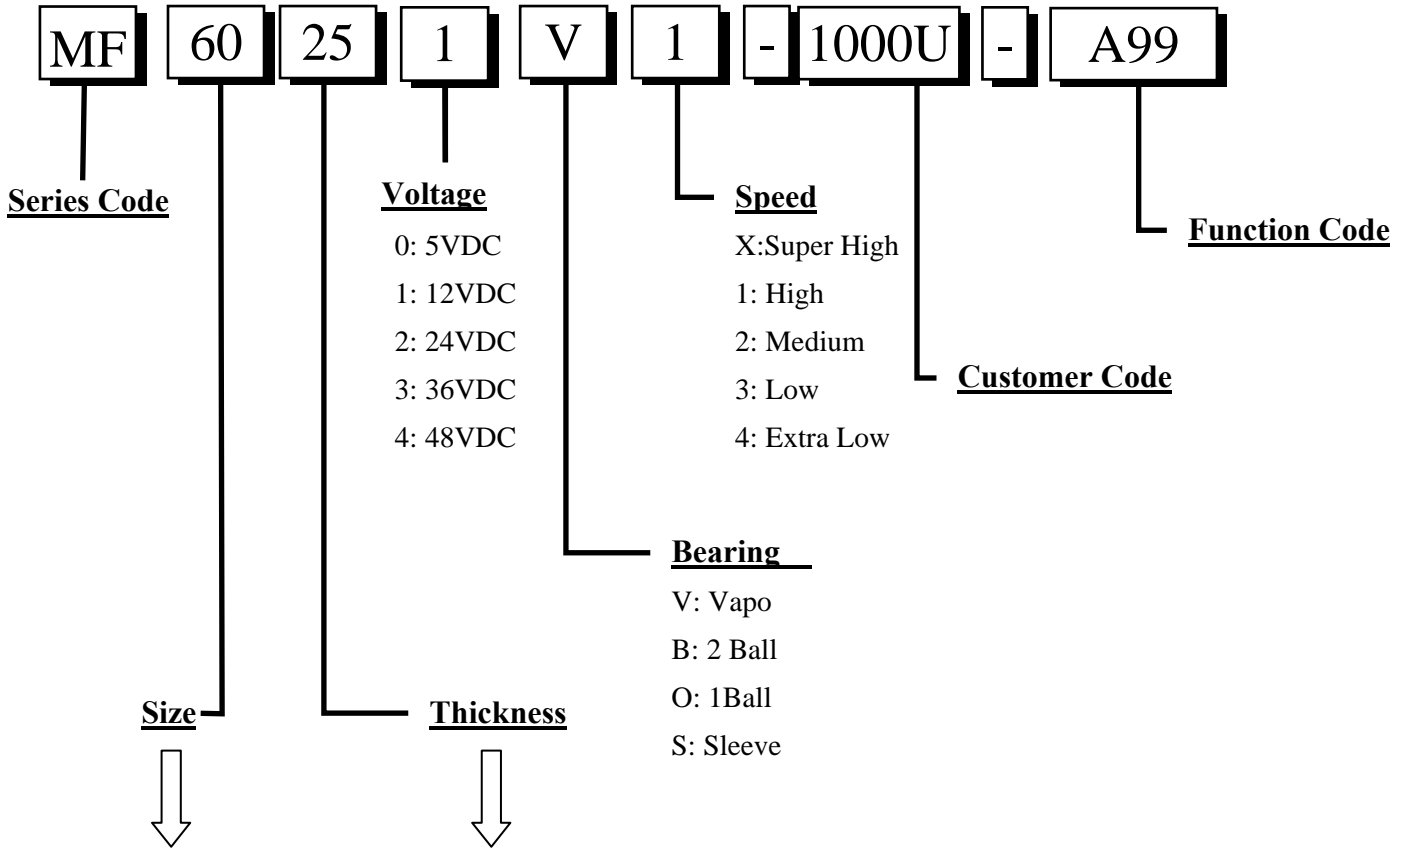 MF 60 25 1 V 1 - 1000U - A99
Series Code
Voltage
0: 5VDC
1: 12VDC
2: 24VDC
3: 36VDC
4: 48VDC
Speed
X:Super High
1: High
2: Medium
3: Low
4: Extra Low
Function Code
Customer Code
Bearing
V: Vapo
B: 2 Ball
O: 1Ball
S: Sleeve
Size
Thickness